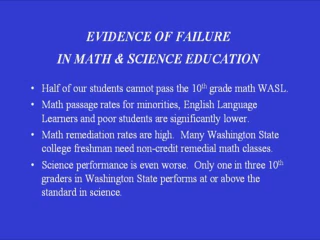 EVIDENCE OF FAILURE
IN MATH & SCIENCE EDUCATION
• Half of our students cannot pass the 10th grade math WASL.
• Math passage rates for minorities, English Language
Learners and poor students are significantly lower.
• Math remediation rates are high. Many Washington State
college freshman need non-credit remedial math classes.
• Science performance is even worse. Only one in three 10th
graders in Washington State performs at or above the
standard in science.